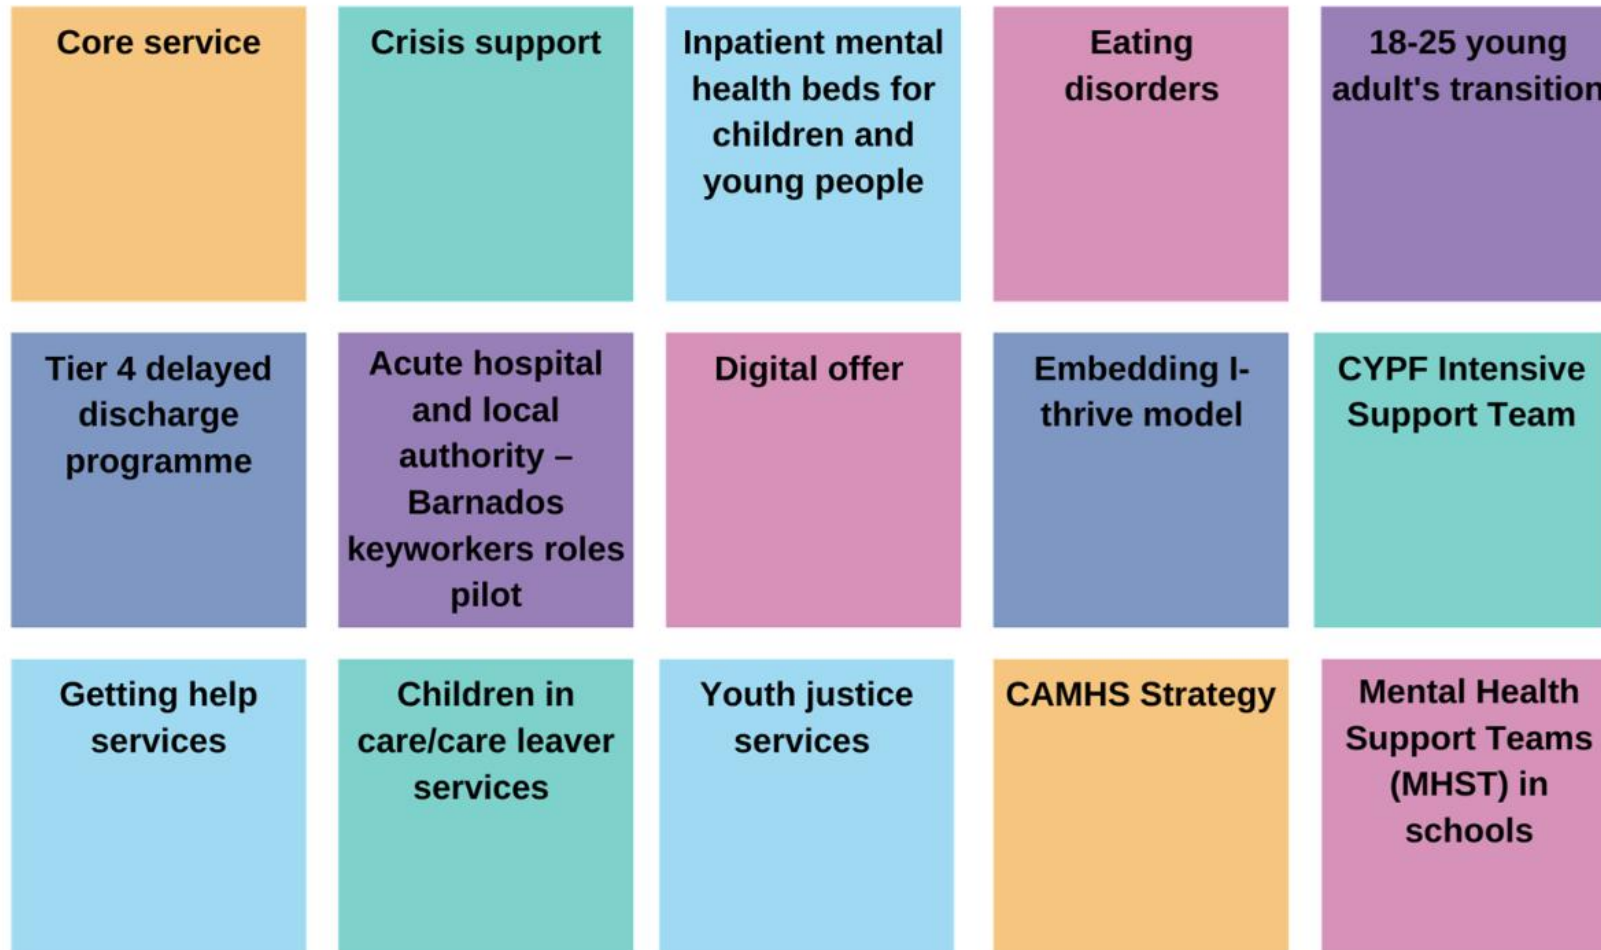 Core service
Crisis support
Inpatient mental
health beds for
children and
young people
Eating
disorders
18-25 young
adult's transition
Tier 4 delayed
discharge
programme
Acute hospital
and local
authority –
Barnados
keyworkers roles
pilot
Digital offer
Embedding I-
thrive model
CYPF Intensive
Support Team
Getting help
services
Children in
care/care leaver
services
Youth justice
services
CAMHS Strategy
Mental Health
Support Teams
(MHST) in
schools